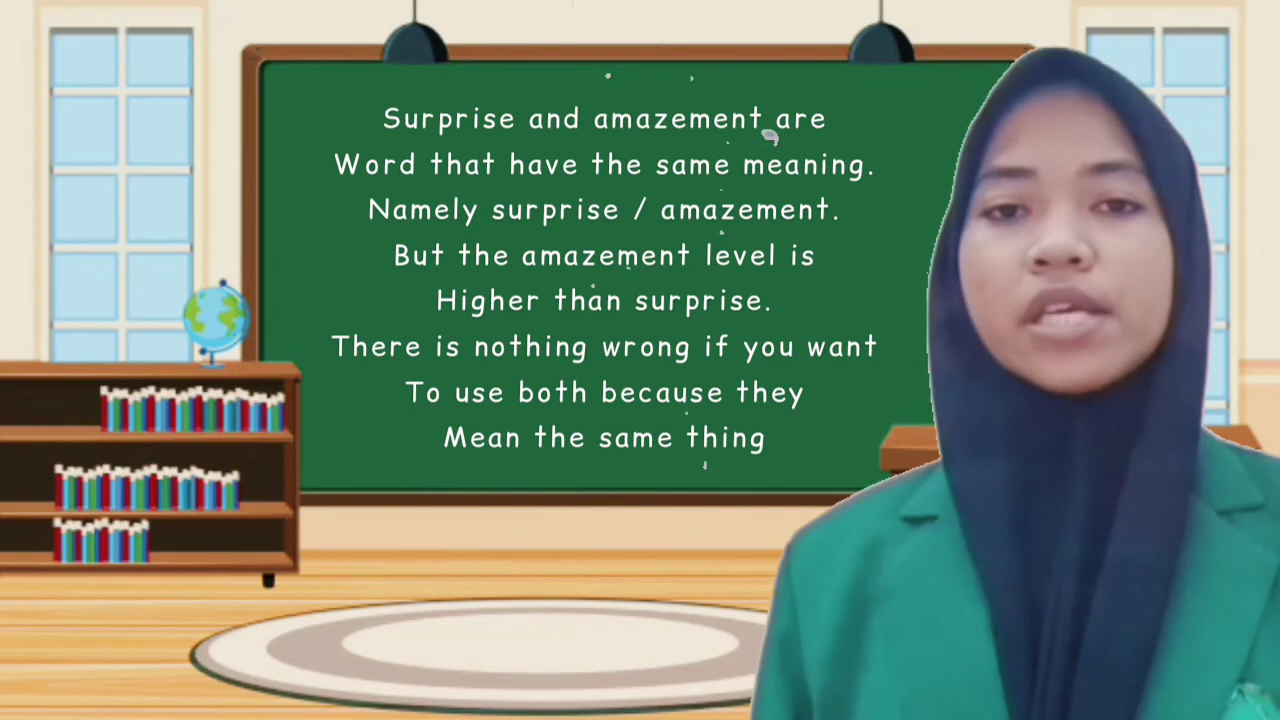 Surprise and amazement are
Word that have the same meaning.
Namely surprise / amazement.
But the amazement level is
Higher than surprise.
There is nothing wrong if you want
To use both because they
Mean the same thing